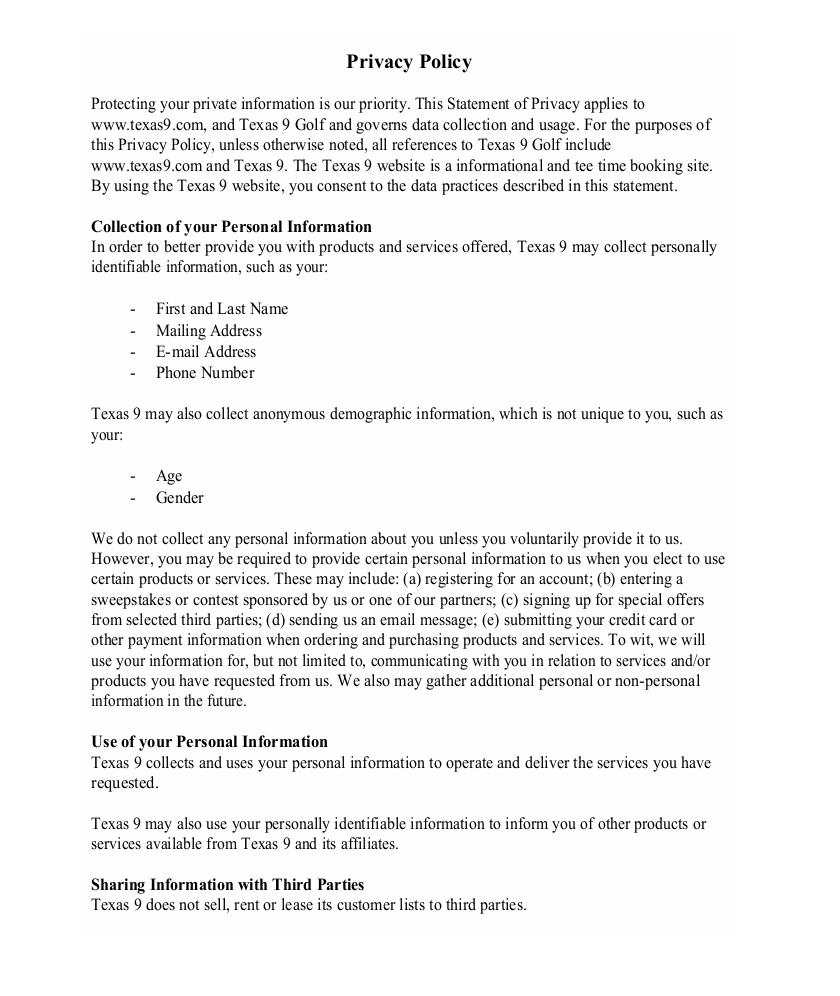 Privacy Policy
Protecting your private information is our priority. This Statement of Privacy applies to
www.texas9.com, and Texas 9 Golf and governs data collection and usage. For the purposes of
this Privacy Policy, unless otherwise noted, all references to Texas 9 Golf include
www.texas9.com and Texas 9. The Texas 9 website is a informational and tee time booking site.
By using the Texas 9 website, you consent to the data practices described in this statement.
Collection of your Personal Information
In order to better provide you with products and services offered, Texas 9 may collect personally
identifiable information, such as your:
- First and Last Name
- Mailing Address
- E-mail Address
- Phone Number
Texas 9 may also collect anonymous demographic information, which is not unique to you, such as
your:
- Age
- Gender
We do not collect any personal information about you unless you voluntarily provide it to us.
However, you may be required to provide certain personal information to us when you elect to use
certain products or services. These may include: (a) registering for an account; (b) entering a
sweepstakes or contest sponsored by us or one of our partners; (c) signing up for special offers
from selected third parties; (d) sending us an email message; (e) submitting your credit card or
other payment information when ordering and purchasing products and services. To wit, we will
use your information for, but not limited to, communicating with you in relation to services and/or
products you have requested from us. We also may gather additional personal or non-personal
information in the future.
Use of your Personal Information
Texas 9 collects and uses your personal information to operate and deliver the services you have
requested.
Texas 9 may also use your personally identifiable information to inform you of other products or
services available from Texas 9 and its affiliates.
Sharing Information with Third Parties
Texas 9 does not sell, rent or lease its customer lists to third parties.